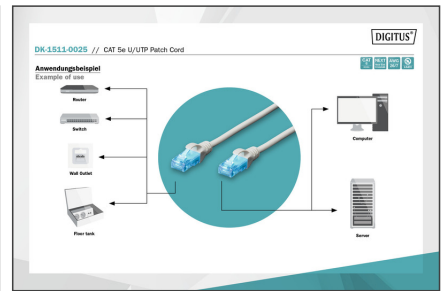 DIGITUS®
DK-1511-0025 // CAT 5e U/UTP Patch Cord
Anwendungsbeispiel
Example of use
Router
Switch
Wall Outlet
Floor tank
Computer
Server